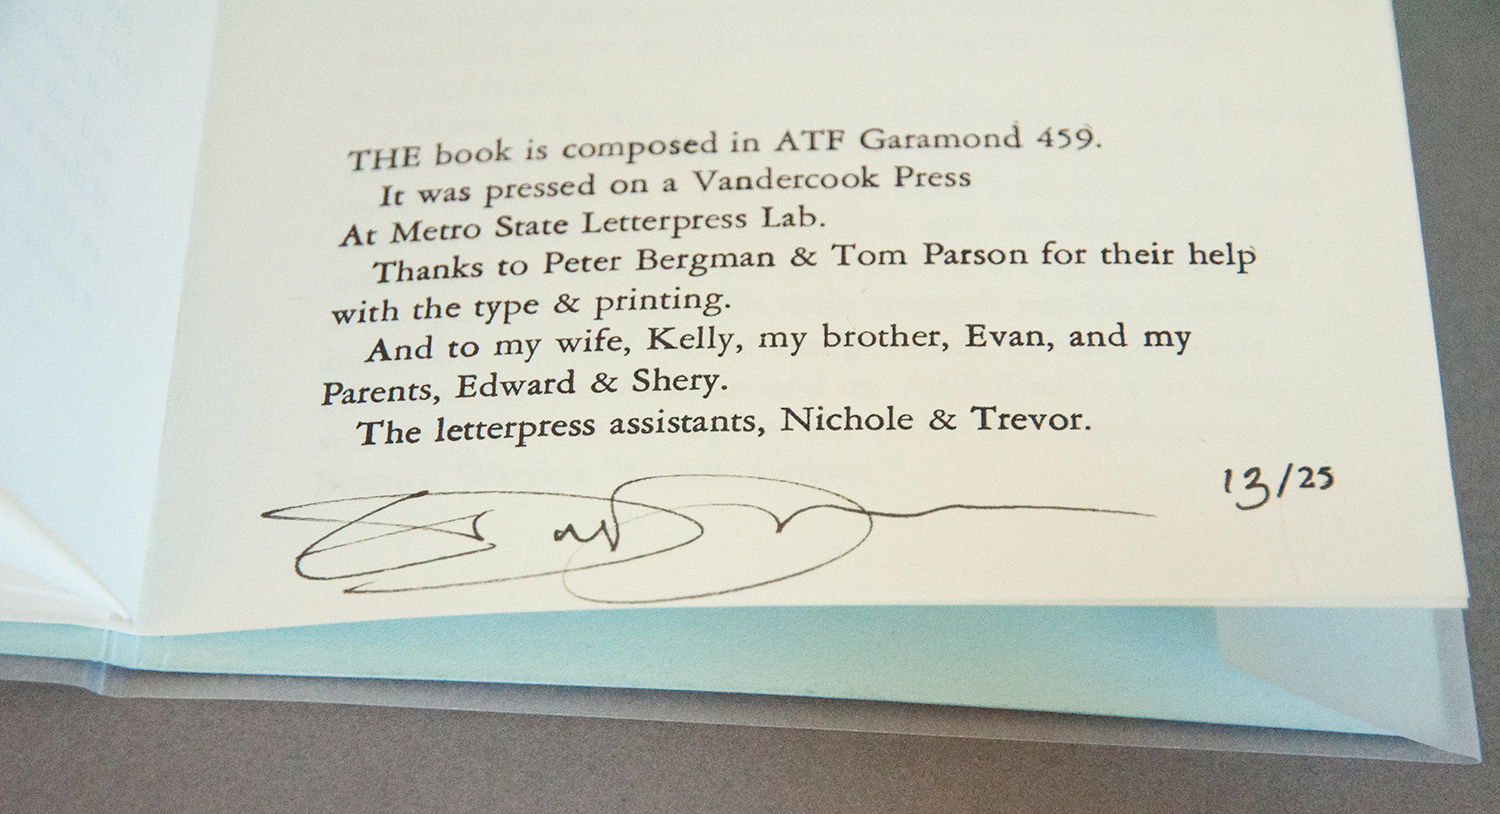 THE book is composed in ATF Garamond 459.
It was pressed on a Vandercook Press
At Metro State Letterpress Lab.
Thanks to Peter Bergman & Tom Parson for their help
with the type & printing.
And to my wife, Kelly, my brother, Evan, and my
Parents, Edward & Shery.
The letterpress assistants, Nichole & Trevor.
13/25